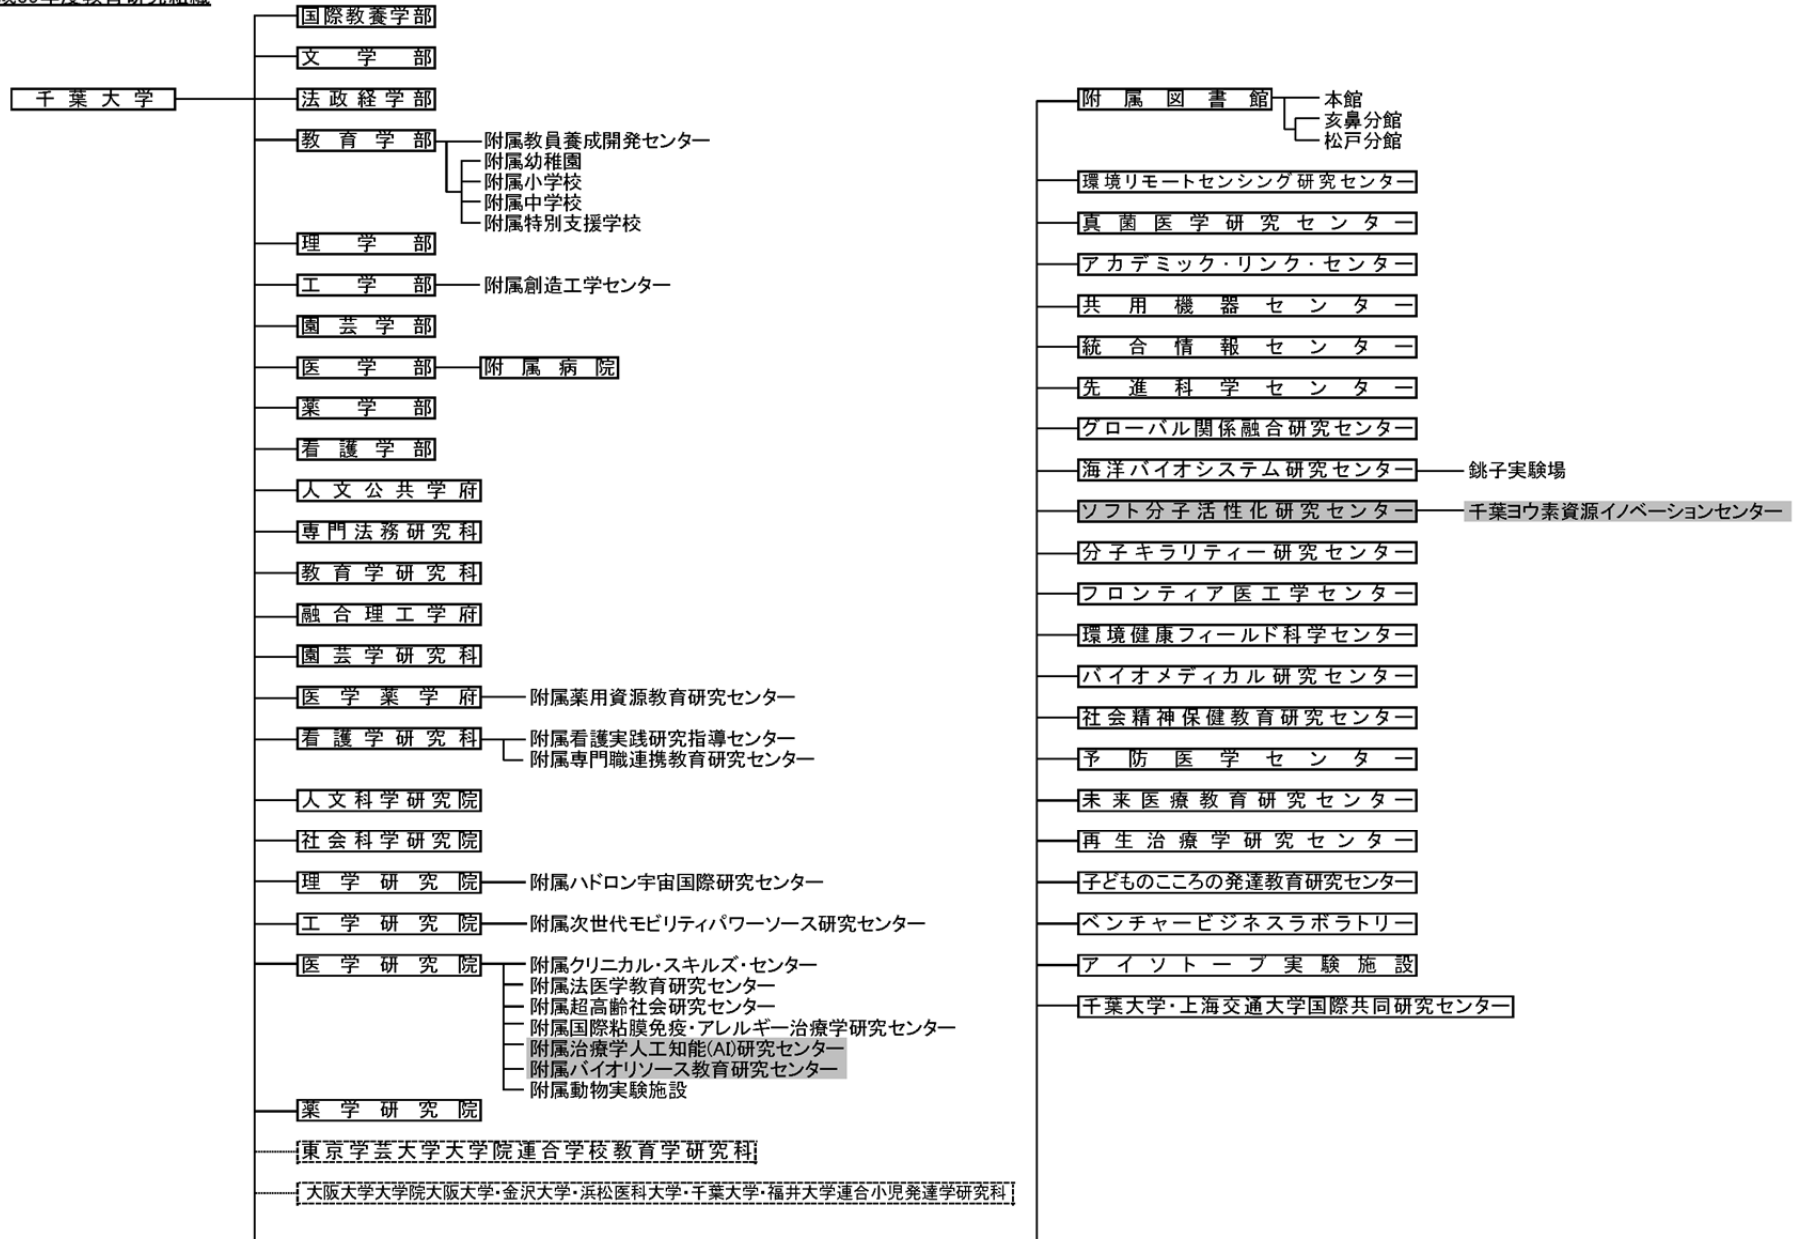 千葉大学
国際教養学部
文学部
法政経学部
教育学部
附属教員養成開発センター
附属幼稚園
附属小学校
附属中学校
附属特別支援学校
理学部
工学部
附属創造工学センター
園芸学部
医学部
附属病院
薬学部
看護学部
人文公共学府
専門法務研究科
教育学研究科
融合理工学府
園芸学研究科
医学薬学府
附属薬用資源教育研究センター
看護学研究科
附属看護実践研究指導センター
附属専門職連携教育研究センター
人文科学研究院
社会科学研究院
理学研究院
附属ハドロン宇宙国際研究センター
工学研究院
附属次世代モビリティパワーソース研究センター
医学研究院
附属クリニカル・スキルズ・センター
附属法医学教育研究センター
附属超高齢社会研究センター
附属国際粘膜免疫・アレルギー治療学研究センター
附属治療学人工知能(AI)研究センター
附属バイオリソース教育研究センター
附属動物実験施設
薬学研究院
東京学芸大学大学院連合学校教育学研究科
大阪大学大学院大阪大学・金沢大学・浜松医科大学・千葉大学・福井大学連合小児発達学研究科
附属図書館
本館
亥鼻分館
松戸分館
環境リモートセンシング研究センター
真菌医学研究センター
アカデミック・リンク・センター
共用機器センター
統合情報センター
先進科学センター
グローバル関係融合研究センター
海洋バイオシステム研究センター
銚子実験場
ソフト分子活性化研究センター
千葉ヨウ素資源イノベーションセンター
分子キラリティー研究センター
フロンティア医工学センター
環境健康フィールド科学センター
バイオメディカル研究センター
社会精神保健教育研究センター
予防医学センター
未来医療教育研究センター
再生治療学研究センター
子どものこころの発達教育研究センター
ベンチャービジネスラボラトリー
アイソトープ実験施設
千葉大学・上海交通大学国際共同研究センター